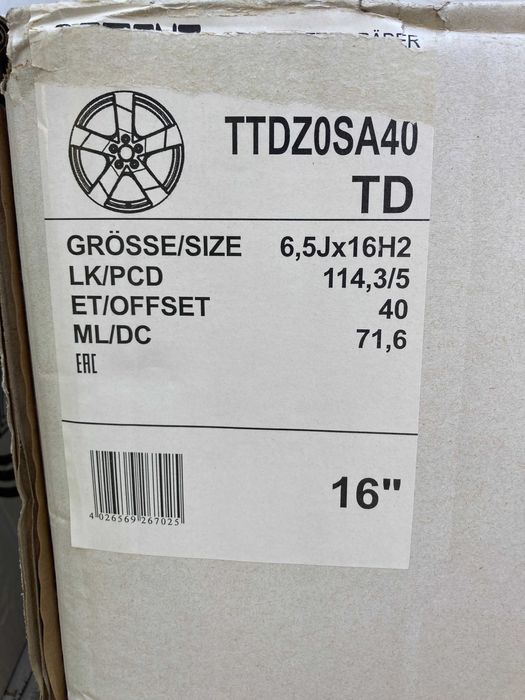 TTDZ0SA40
TD
GRÖSSE/SIZE 6,5Jx16H2
LK/PCD 114,3/5
ET/OFFSET 40
ML/DC 71,6
EAC
16"
4 026569 267025